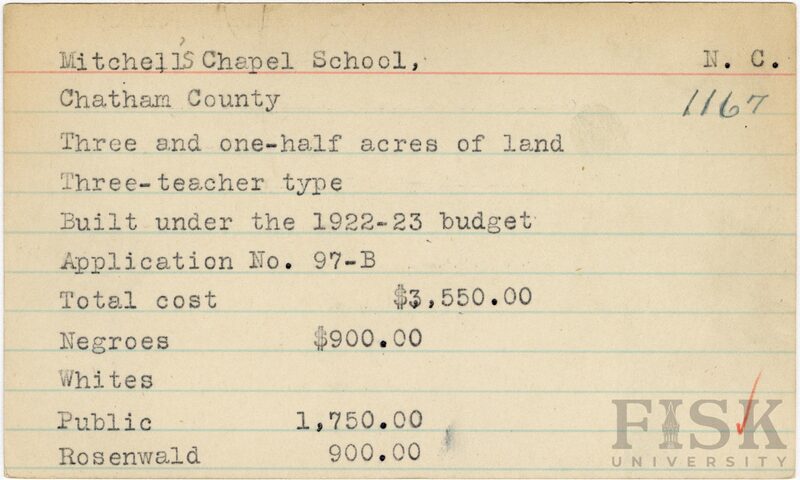 Mitchell's Chapel School, N. C.
Chatham County 1167
Three and one-half acres of land
Three-teacher type
Built under the 1922-23 budget
Application No. 97-B
Total cost $3,550.00
Negroes $900.00
Whites
Public 1,750.00
Rosenwald 900.00
FISK
UNIVERSITY